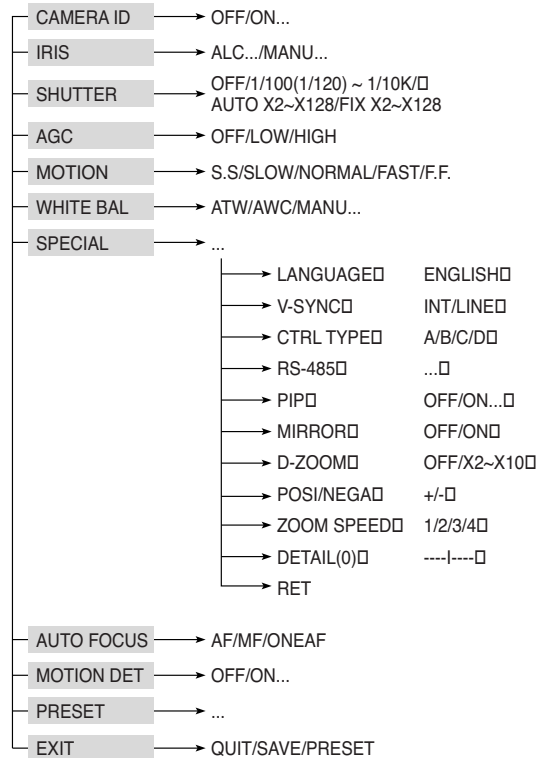 CAMERA ID OFF/ON...
IRIS ALC.../MANU...
SHUTTER OFF/1/100(1/120) ~ 1/10K/□
AUTO X2~X128/FIX X2~X128
AGC OFF/LOW/HIGH
MOTION S.S/SLOW/NORMAL/FAST/F.F.
WHITE BAL ATW/AWC/MANU...
SPECIAL ...
LANGUAGE□ ENGLISH□
V-SYNC□ INT/LINE□
CTRL TYPE□ A/B/C/D□
RS-485□ ...□
PIP□ OFF/ON...□
MIRROR□ OFF/ON□
D-ZOOM□ OFF/X2~X10□
POSI/NEGA□ +/-□
ZOOM SPEED□ 1/2/3/4□
DETAIL(0)□ ----I----□
RET
AUTO FOCUS AF/MF/ONEAF
MOTION DET OFF/ON...
PRESET ...
EXIT QUIT/SAVE/PRESET